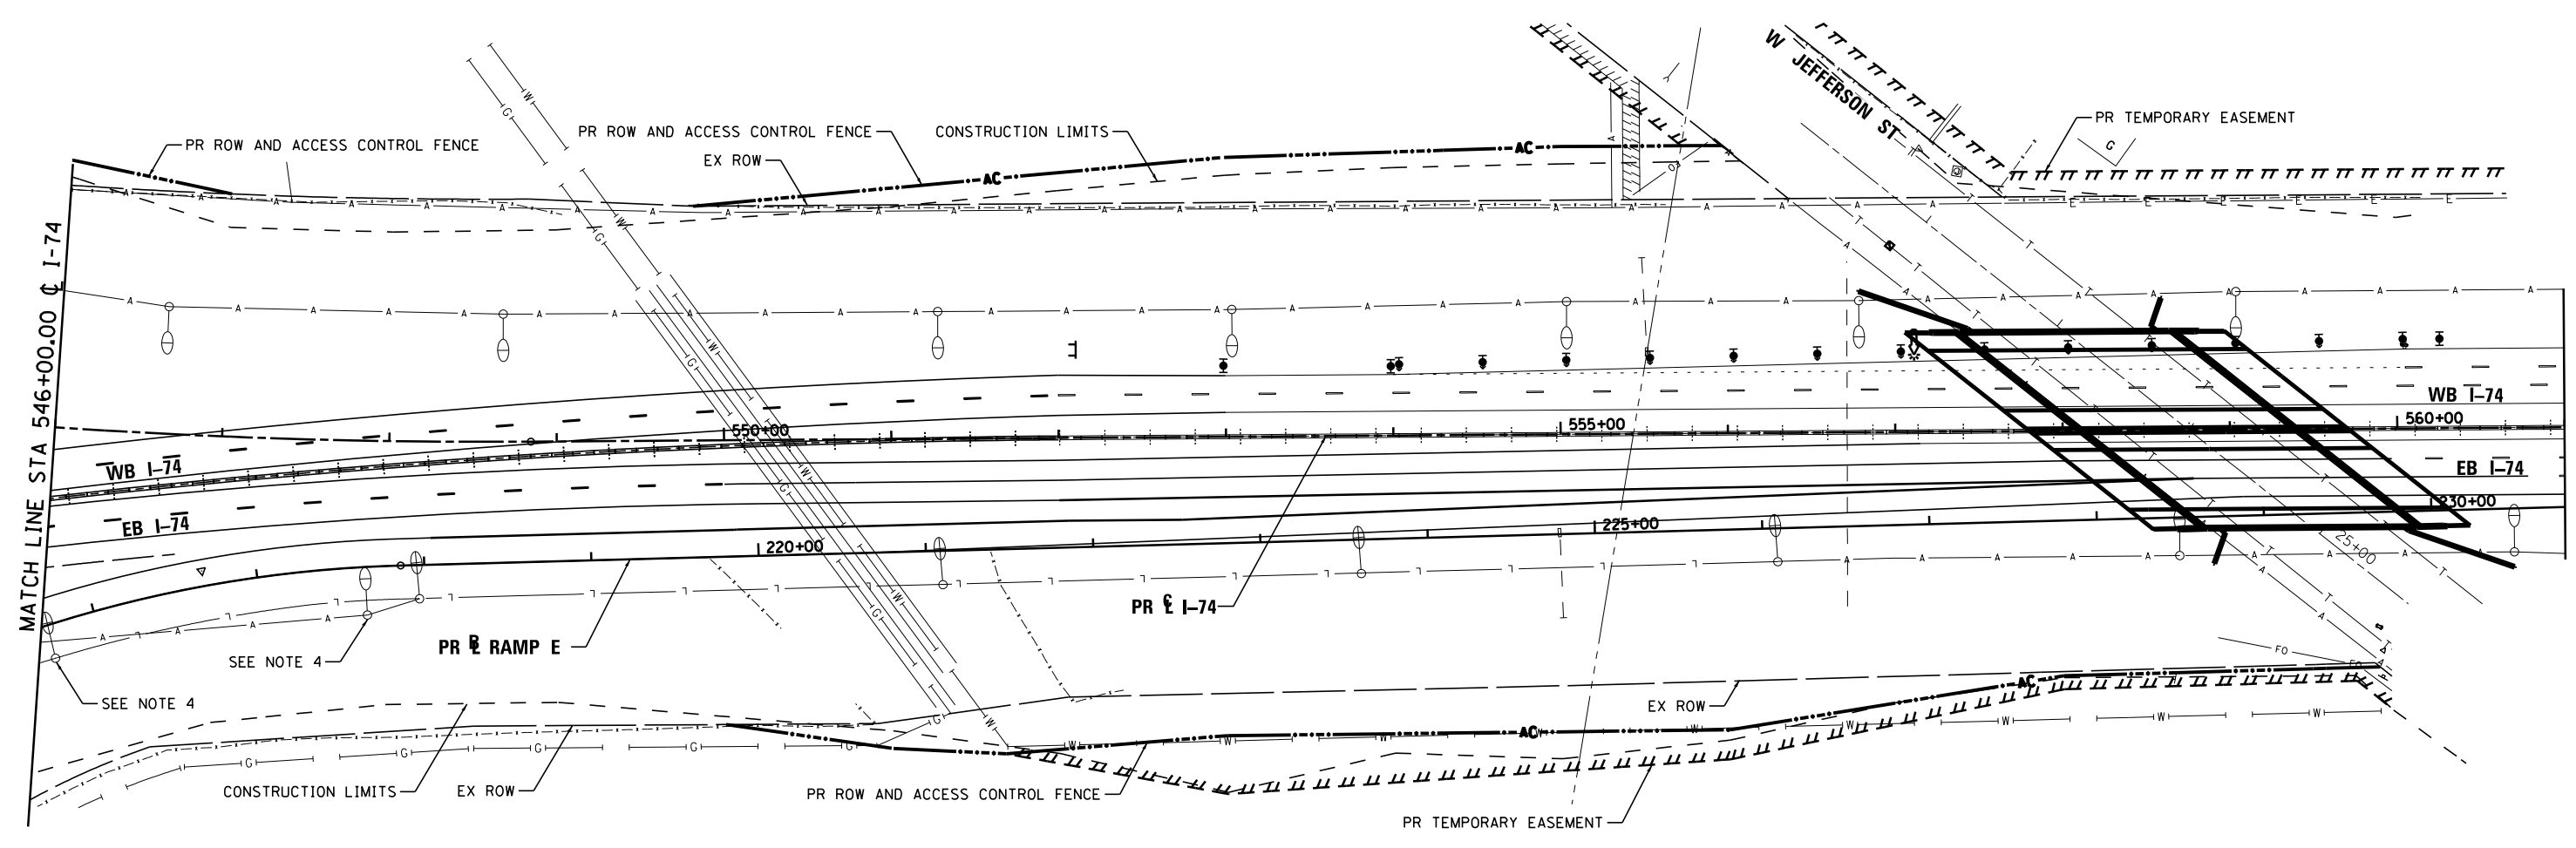 W JEFFERSON ST
PR TEMPORARY EASEMENT
PR ROW AND ACCESS CONTROL FENCE
PR ROW AND ACCESS CONTROL FENCE
CONSTRUCTION LIMITS
EX ROW
AC
AC
G
W
G
W
G
MATCH LINE STA 546+00.00 ℄ I-74
WB I-74
EB I-74
550+00
555+00
560+00
WB I-74
EB I-74
220+00
225+00
230+00
25+00
PR ℄ I-74
PR BL RAMP E
SEE NOTE 4
SEE NOTE 4
FO
EX ROW
AC
AC
CONSTRUCTION LIMITS
EX ROW
PR ROW AND ACCESS CONTROL FENCE
PR TEMPORARY EASEMENT